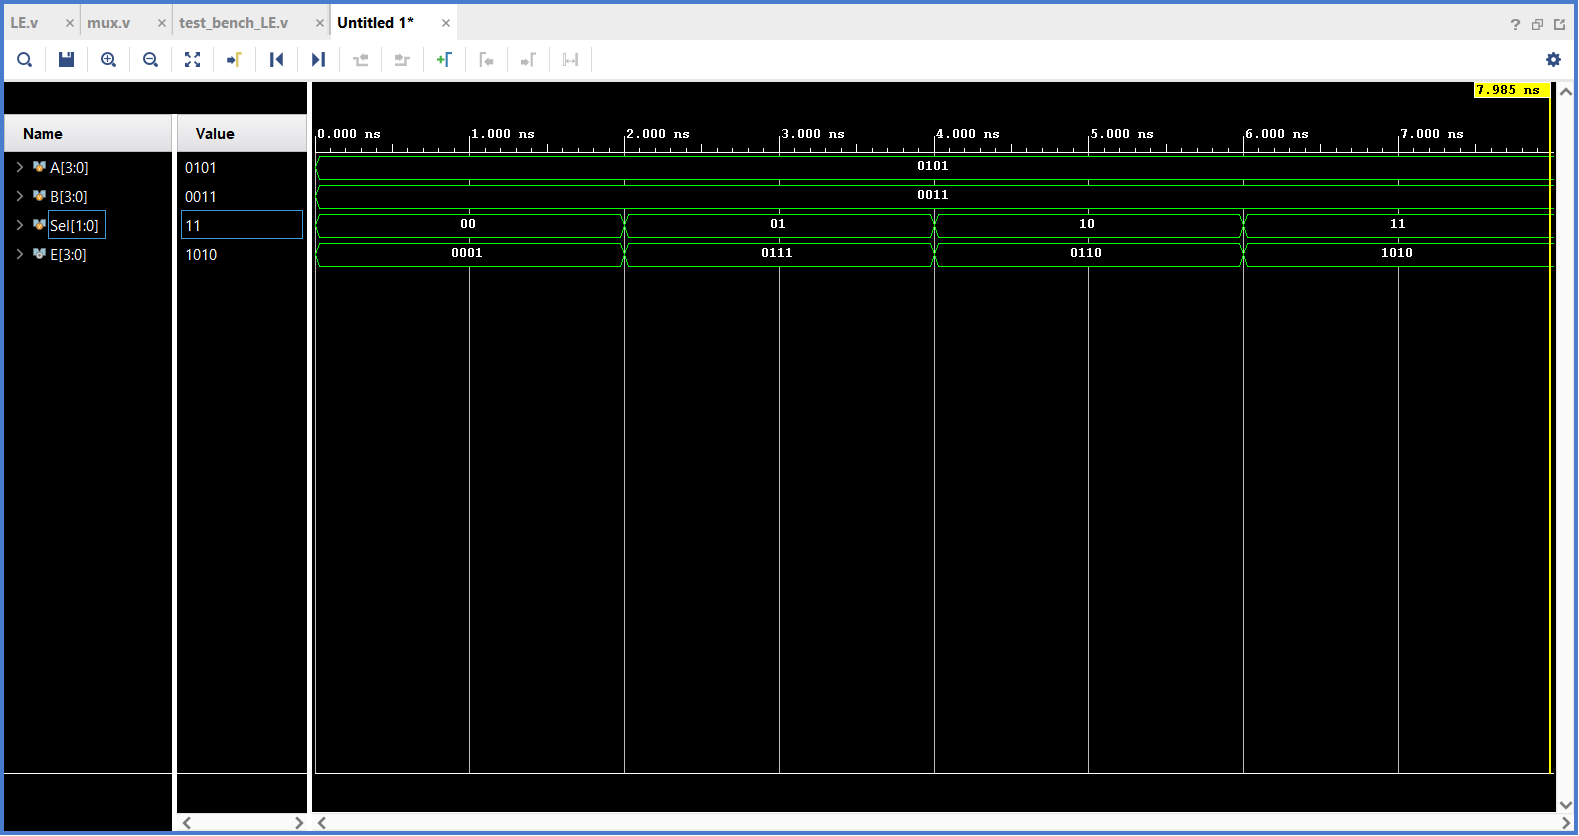 LE.v mux.v test_bench_LE.v Untitled 1*
7.985 ns
Name Value
0.000 ns 1.000 ns 2.000 ns 3.000 ns 4.000 ns 5.000 ns 6.000 ns 7.000 ns
A[3:0] 0101 0101
B[3:0] 0011 0011
Sel[1:0] 11 00 01 10 11
E[3:0] 1010 0001 0111 0110 1010